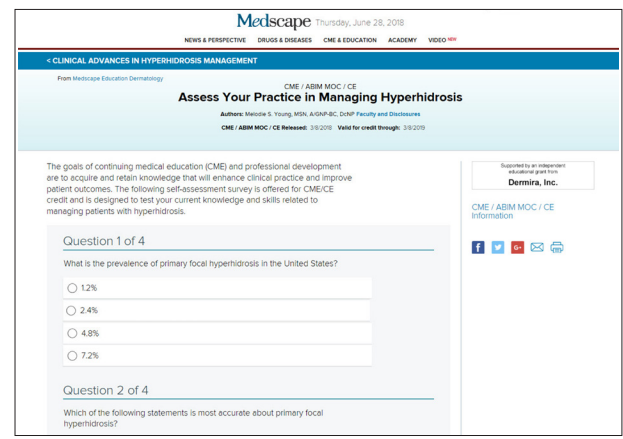 Medscape Thursday, June 28, 2018
NEWS & PERSPECTIVE DRUGS & DISEASES CME & EDUCATION ACADEMY VIDEO NEW
< CLINICAL ADVANCES IN HYPERHIDROSIS MANAGEMENT
From Medscape Education Dermatology
CME / ABIM MOC / CE
Assess Your Practice in Managing Hyperhidrosis
Authors: Melodie S. Young, MSN, A/GNP-BC, DcNP Faculty and Disclosures
CME / ABIM MOC / CE Released: 3/8/2018 Valid for credit through: 3/8/2019
The goals of continuing medical education (CME) and professional development
are to acquire and retain knowledge that will enhance clinical practice and improve
patient outcomes. The following self-assessment survey is offered for CME/CE
credit and is designed to test your current knowledge and skills related to
managing patients with hyperhidrosis.
Supported by an independent
educational grant from
Dermira, Inc.
CME / ABIM MOC / CE
Information
f G+
Question 1 of 4
What is the prevalence of primary focal hyperhidrosis in the United States?
1.2%
2.4%
4.8%
7.2%
Question 2 of 4
Which of the following statements is most accurate about primary focal
hyperhidrosis?